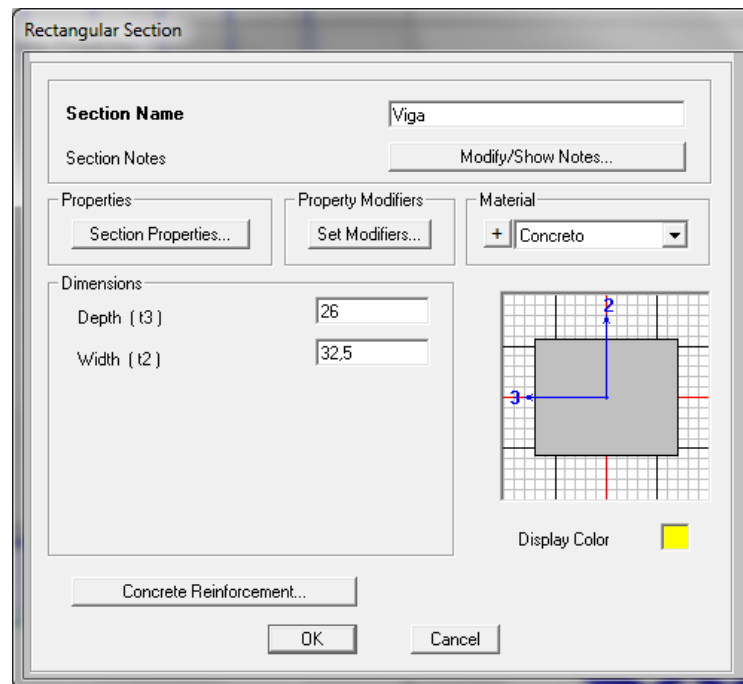 Rectangular Section
Section Name
Viga
Section Notes
Modify/Show Notes...
Properties
Section Properties...
Property Modifiers
Set Modifiers...
Material
+
Concreto
Dimensions
Depth ( t3 )
26
Width ( t2 )
32,5
2
3
Display Color
Concrete Reinforcement...
OK
Cancel